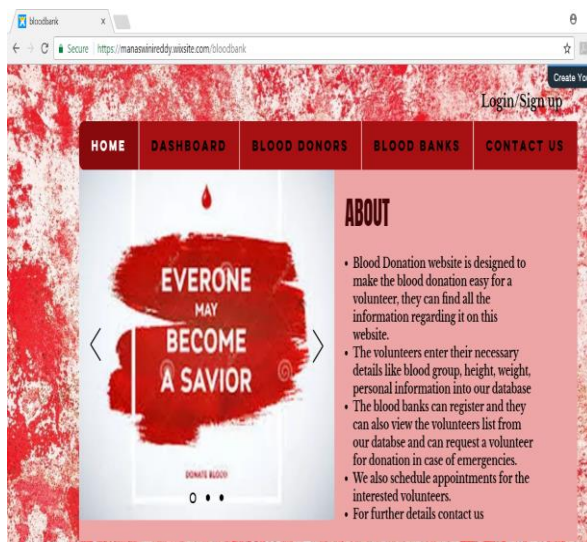 bloodbank
Secure https://manaswinireddy.wixsite.com/bloodbank
Create You
Login/Sign up
HOME DASHBOARD BLOOD DONORS BLOOD BANKS CONTACT US
EVERONE
MAY
BECOME
A SAVIOR
DONATE BLOOD
ABOUT
• Blood Donation website is designed to
make the blood donation easy for a
volunteer, they can find all the
information regarding it on this
website.
• The volunteers enter their necessary
details like blood group, height, weight,
personal information into our database
• The blood banks can register and they
can also view the volunteers list from
our databse and can request a volunteer
for donation in case of emergencies.
• We also schedule appointments for the
interested volunteers.
• For further details contact us